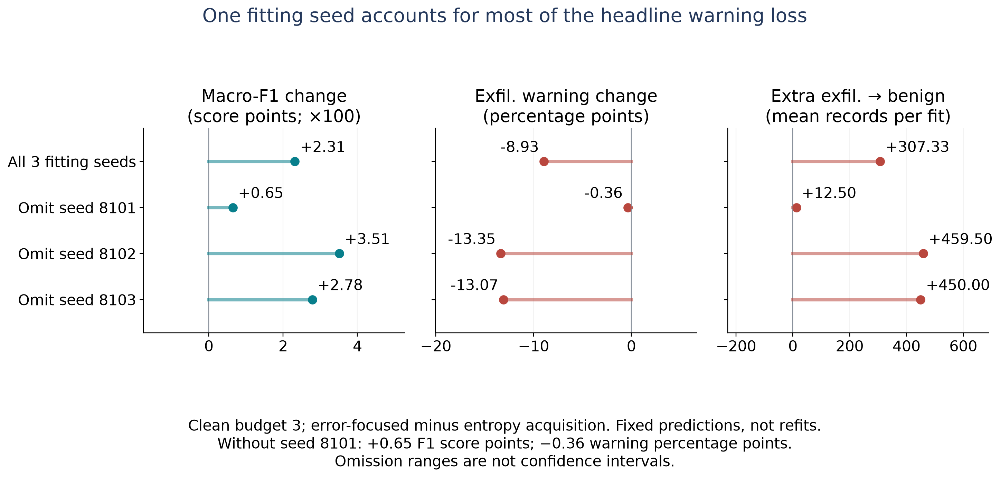 One fitting seed accounts for most of the headline warning loss
Macro-F1 change
(score points; ×100)
Exfil. warning change
(percentage points)
Extra exfil. → benign
(mean records per fit)
All 3 fitting seeds
+2.31
-8.93
+307.33
Omit seed 8101
+0.65
-0.36
+12.50
Omit seed 8102
+3.51
-13.35
+459.50
Omit seed 8103
+2.78
-13.07
+450.00
0 2 4
−20 −10 0
−200 0 200 400 600
Clean budget 3; error-focused minus entropy acquisition. Fixed predictions, not refits.
Without seed 8101: +0.65 F1 score points; −0.36 warning percentage points.
Omission ranges are not confidence intervals.